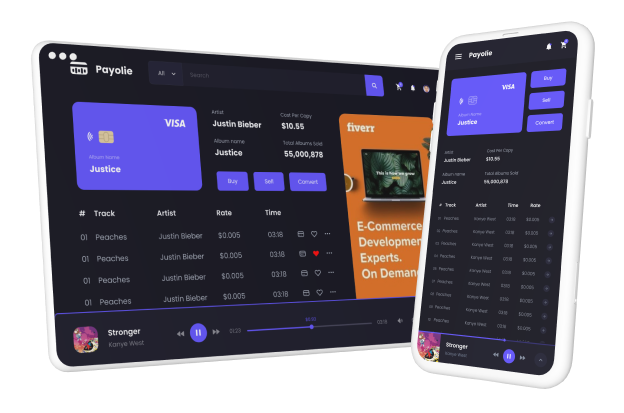 Payolie
All
Search
VISA
Album Name
Justice
Artist
Justin Bieber
Cost Per Copy
$10.55
Album name
Justice
Total Albums Sold
55,000,878
Buy
Sell
Convert
fiverr
This is how we grow
E-Commerce
Development
Experts.
On Deman
# Track Artist Rate Time
01 Peaches Justin Bieber $0.005 03:18
01 Peaches Justin Bieber $0.005 03:18
01 Peaches Justin Bieber $0.005 03:18
01 Peaches Justin Bieber $0.005 03:18
Stronger
Kanye West
Payolie
VISA
Album Name
Justice
Buy
Sell
Convert
Artist
Justin Bieber
Cost Per Copy
$10.55
Album name
Justice
Total Albums Sold
55,000,878
# Track Artist Time Rate
01 Peaches Kanye West 03:18 $0.005
01 Peaches Kanye West 03:18 $0.005
01 Peaches Kanye West 03:18 $0.005
01 Peaches Kanye West 03:18 $0.005
01 Peaches Kanye West 03:18 $0.005
01 Peaches Kanye West 03:18 $0.005
01 Peaches Kanye West 03:18 $0.005
01 Peaches Kanye West 03:18 $0.005
01 Peaches Kanye West 03:18 $0.005
Stronger
Kanye West